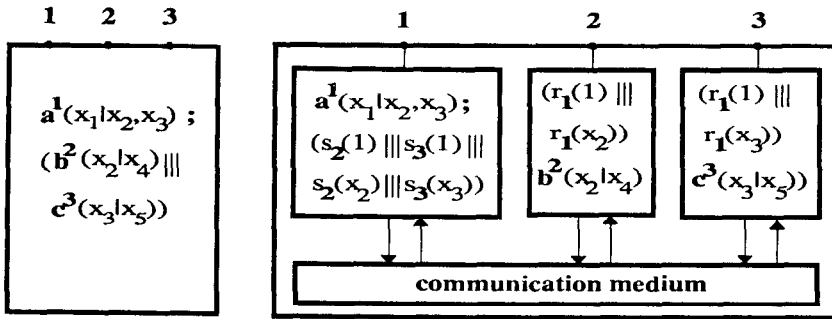 1 2 3
a¹(x₁|x₂,x₃) ;
(b²(x₂|x₄) |||
c³(x₃|x₅))
1 2 3
a¹(x₁|x₂,x₃);
(s₂(1) ||| s₃(1) |||
s₂(x₂) ||| s₃(x₃))
(r₁(1) |||
r₁(x₂))
b²(x₂|x₄)
(r₁(1) |||
r₁(x₃))
c³(x₃|x₅))
communication medium